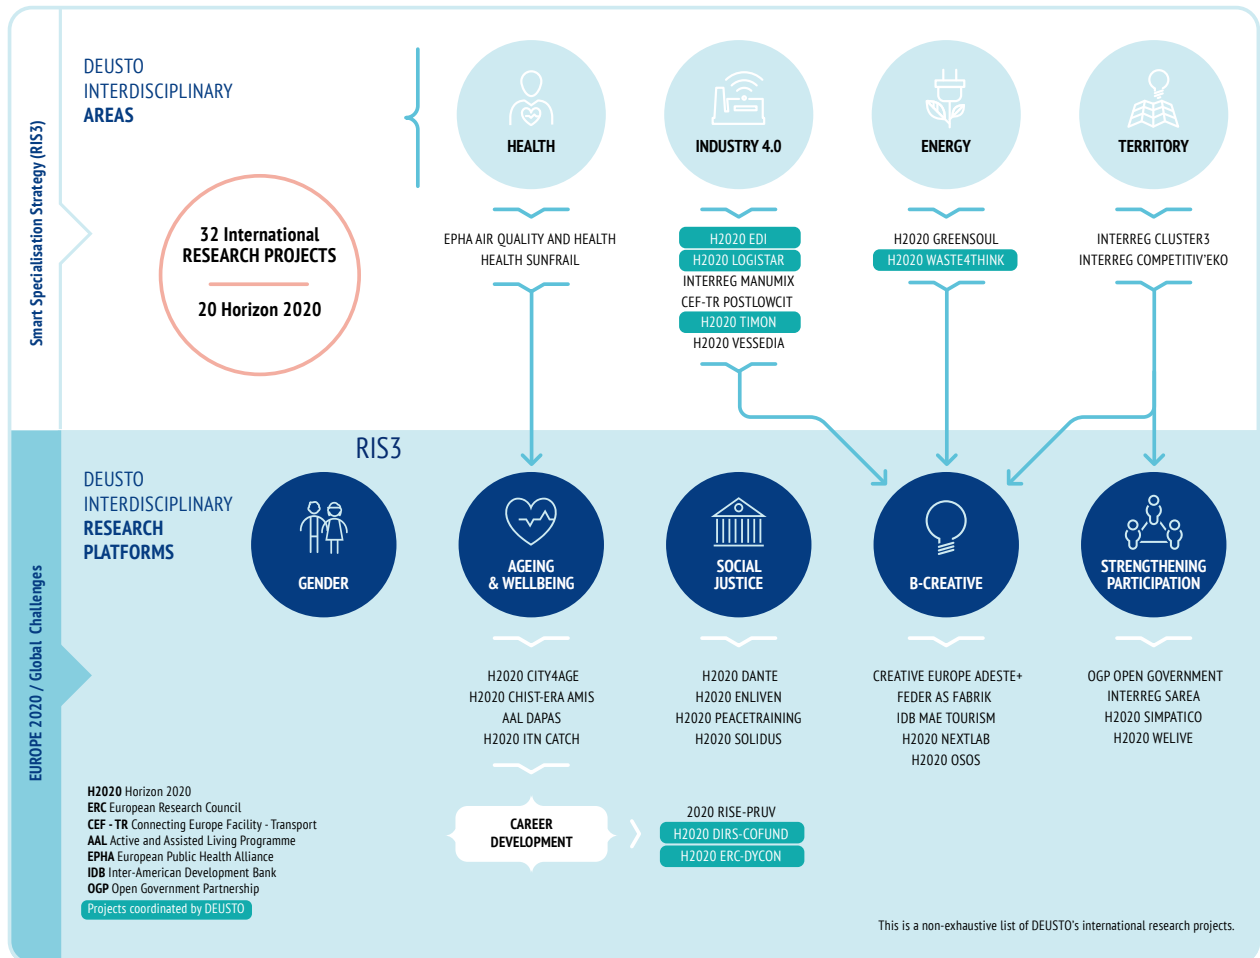 Smart Specialisation Strategy (RIS3)
DEUSTO
INTERDISCIPLINARY
AREAS
32 International
RESEARCH PROJECTS
20 Horizon 2020
HEALTH
INDUSTRY 4.0
ENERGY
TERRITORY
EPHA AIR QUALITY AND HEALTH
HEALTH SUNFRAIL
H2020 EDI
H2020 LOGISTAR
INTERREG MANUMIX
CEF-TR POSTLOWCIT
H2020 TIMON
H2020 VESSEDIA
H2020 GREENSOUL
H2020 WASTE4THINK
INTERREG CLUSTER3
INTERREG COMPETITIV'EKO
EUROPE 2020 / Global Challenges
RIS3
DEUSTO
INTERDISCIPLINARY
RESEARCH
PLATFORMS
GENDER
AGEING
& WELLBEING
SOCIAL
JUSTICE
B-CREATIVE
STRENGTHENING
PARTICIPATION
H2020 CITY4AGE
H2020 CHIST-ERA AMIS
AAL DAPAS
H2020 ITN CATCH
H2020 DANTE
H2020 ENLIVEN
H2020 PEACETRAINING
H2020 SOLIDUS
CREATIVE EUROPE ADESTE+
FEDER AS FABRIK
IDB MAE TOURISM
H2020 NEXTLAB
H2020 OSOS
OGP OPEN GOVERNMENT
INTERREG SAREA
H2020 SIMPATICO
H2020 WELIVE
CAREER
DEVELOPMENT
2020 RISE-PRUV
H2020 DIRS-COFUND
H2020 ERC-DYCON
H2020 Horizon 2020
ERC European Research Council
CEF - TR Connecting Europe Facility - Transport
AAL Active and Assisted Living Programme
EPHA European Public Health Alliance
IDB Inter-American Development Bank
OGP Open Government Partnership
Projects coordinated by DEUSTO
This is a non-exhaustive list of DEUSTO's international research projects.